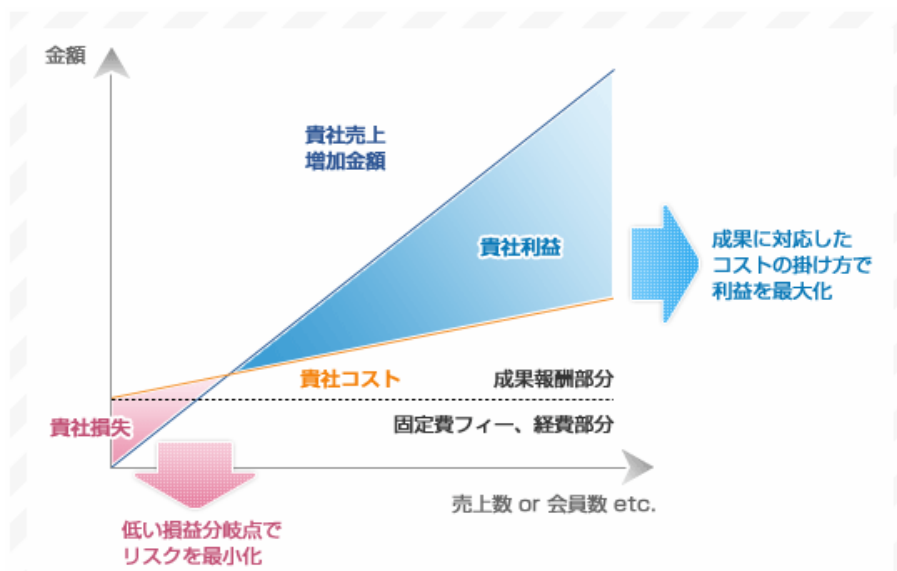 金額
貴社売上
増加金額
貴社利益
成果に対応した
コストの掛け方で
利益を最大化
貴社コスト
成果報酬部分
貴社損失
固定費フィー、経費部分
売上数 or 会員数 etc.
低い損益分岐点で
リスクを最小化